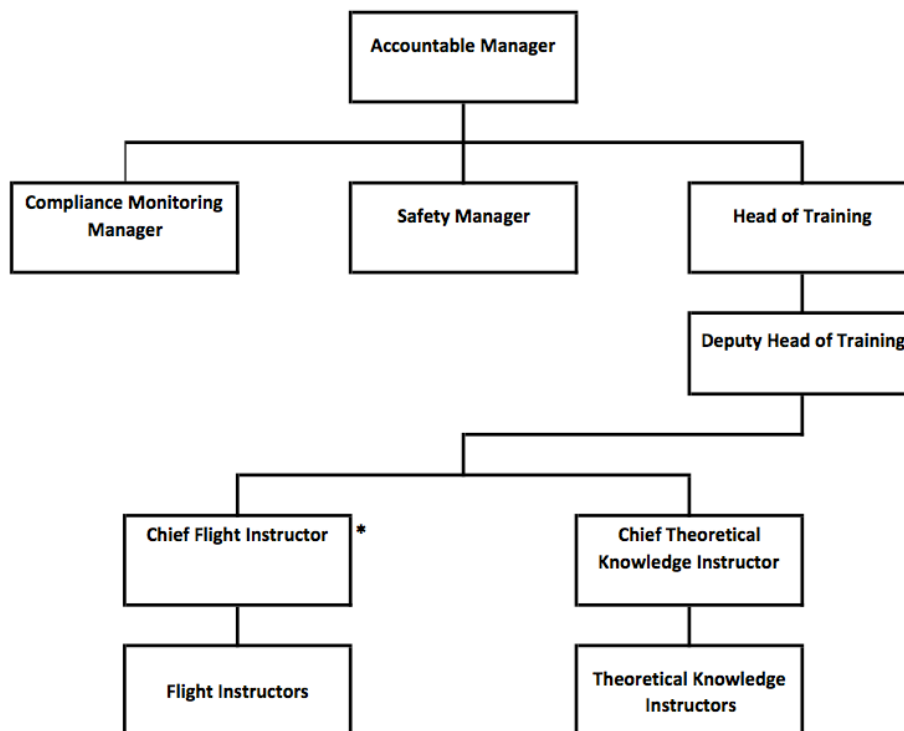 Accountable Manager
Compliance Monitoring
Manager
Safety Manager
Head of Training
Deputy Head of Training
Chief Flight Instructor
*
Chief Theoretical
Knowledge Instructor
Flight Instructors
Theoretical Knowledge
Instructors